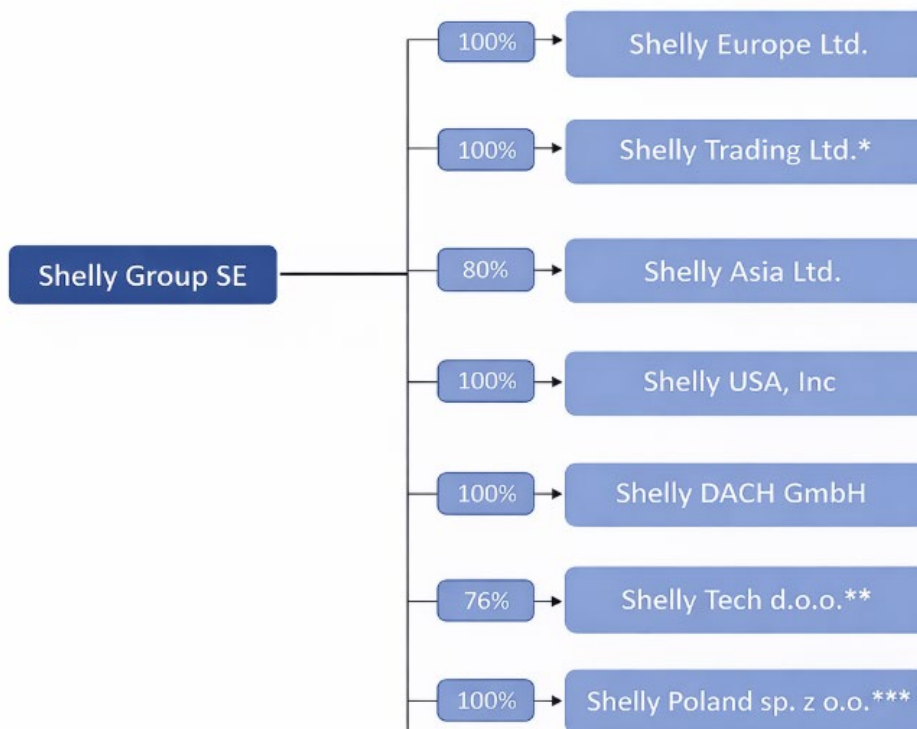 100%
Shelly Europe Ltd.
100%
Shelly Trading Ltd.*
Shelly Group SE
80%
Shelly Asia Ltd.
100%
Shelly USA, Inc
100%
Shelly DACH GmbH
76%
Shelly Tech d.o.o.**
100%
Shelly Poland sp. z o.o.***